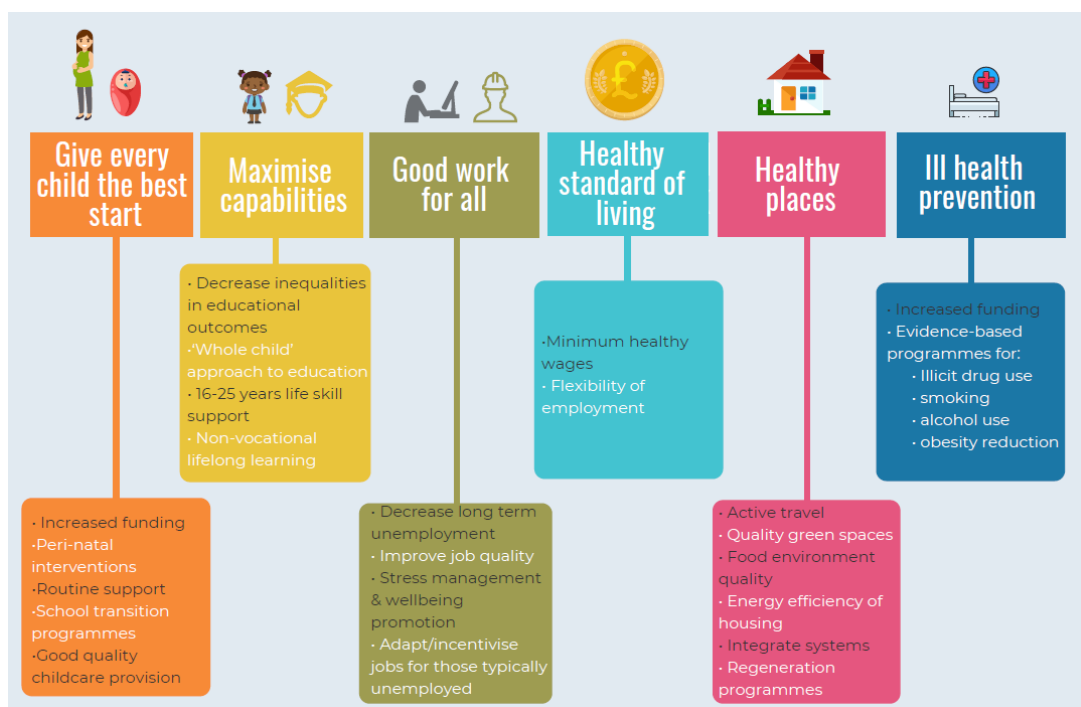 Give every
child the best
start
Maximise
capabilities
Good work
for all
Healthy
standard of
living
Healthy
places
Ill health
prevention
• Increased funding
•Peri-natal
interventions
•Routine support
•School transition
programmes
•Good quality
childcare provision
• Decrease inequalities
in educational
outcomes
•‘Whole child’
approach to education
• 16-25 years life skill
support
• Non-vocational
lifelong learning
• Decrease long term
unemployment
• Improve job quality
• Stress management
& wellbeing
promotion
• Adapt/incentivise
jobs for those typically
unemployed
•Minimum healthy
wages
• Flexibility of
employment
• Active travel
• Quality green spaces
• Food environment
quality
• Energy efficiency of
housing
• Integrate systems
• Regeneration
programmes
• Increased funding
• Evidence-based
programmes for:
• Illicit drug use
• smoking
• alcohol use
• obesity reduction